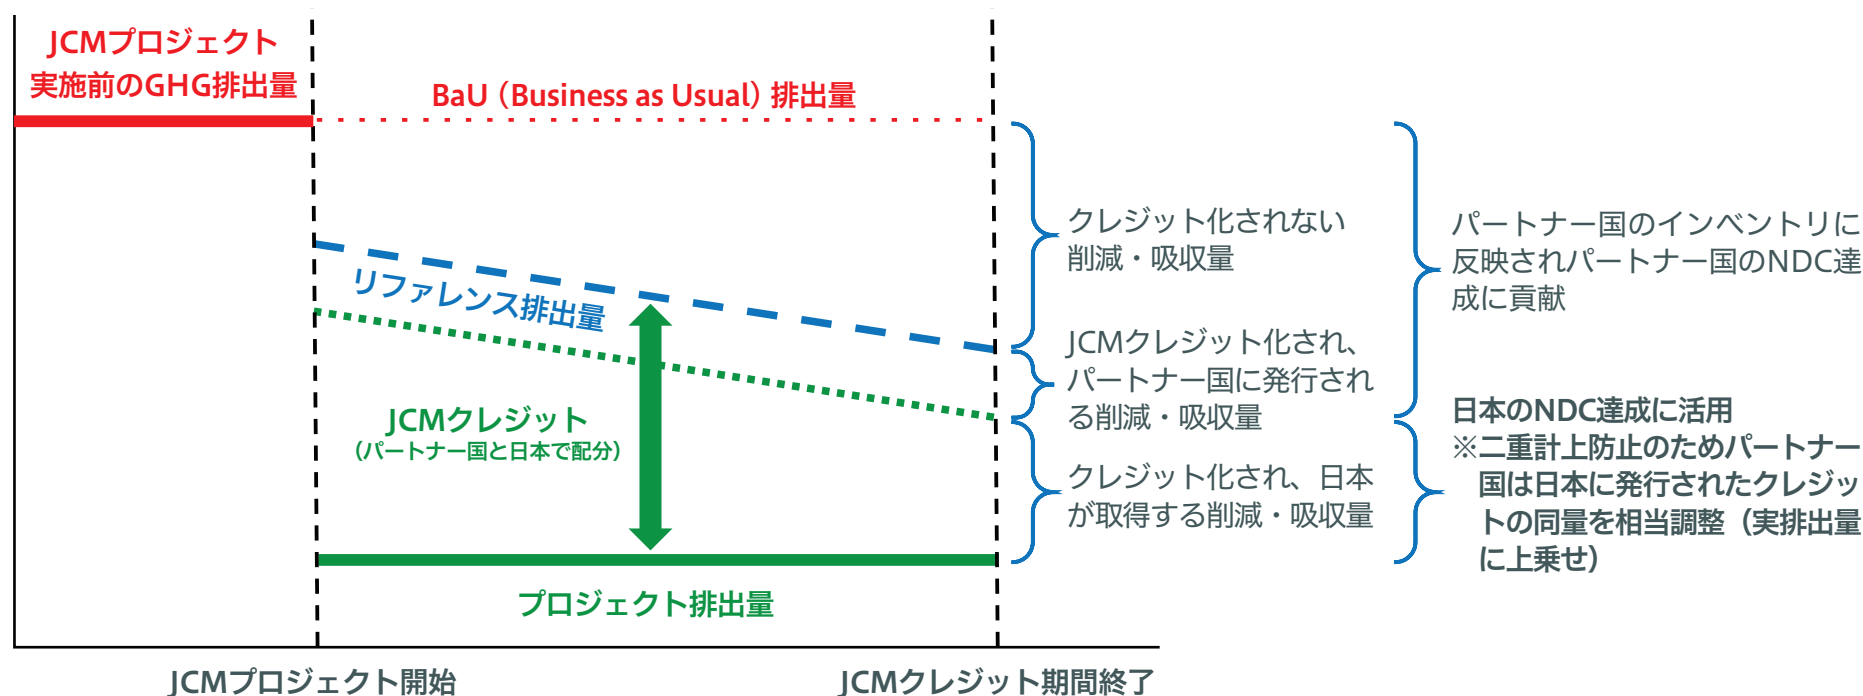 JCMプロジェクト
実施前のGHG排出量
BaU（Business as Usual）排出量
リファレンス排出量
JCMクレジット
（パートナー国と日本で配分）
プロジェクト排出量
JCMプロジェクト開始
JCMクレジット期間終了
クレジット化されない
削減・吸収量
JCMクレジット化され、
パートナー国に発行され
る削減・吸収量
クレジット化され、日本
が取得する削減・吸収量
パートナー国のインベントリに
反映されパートナー国のNDC達
成に貢献
日本のNDC達成に活用
※二重計上防止のためパートナー
国は日本に発行されたクレジッ
トの同量を相当調整（実排出量
に上乗せ）